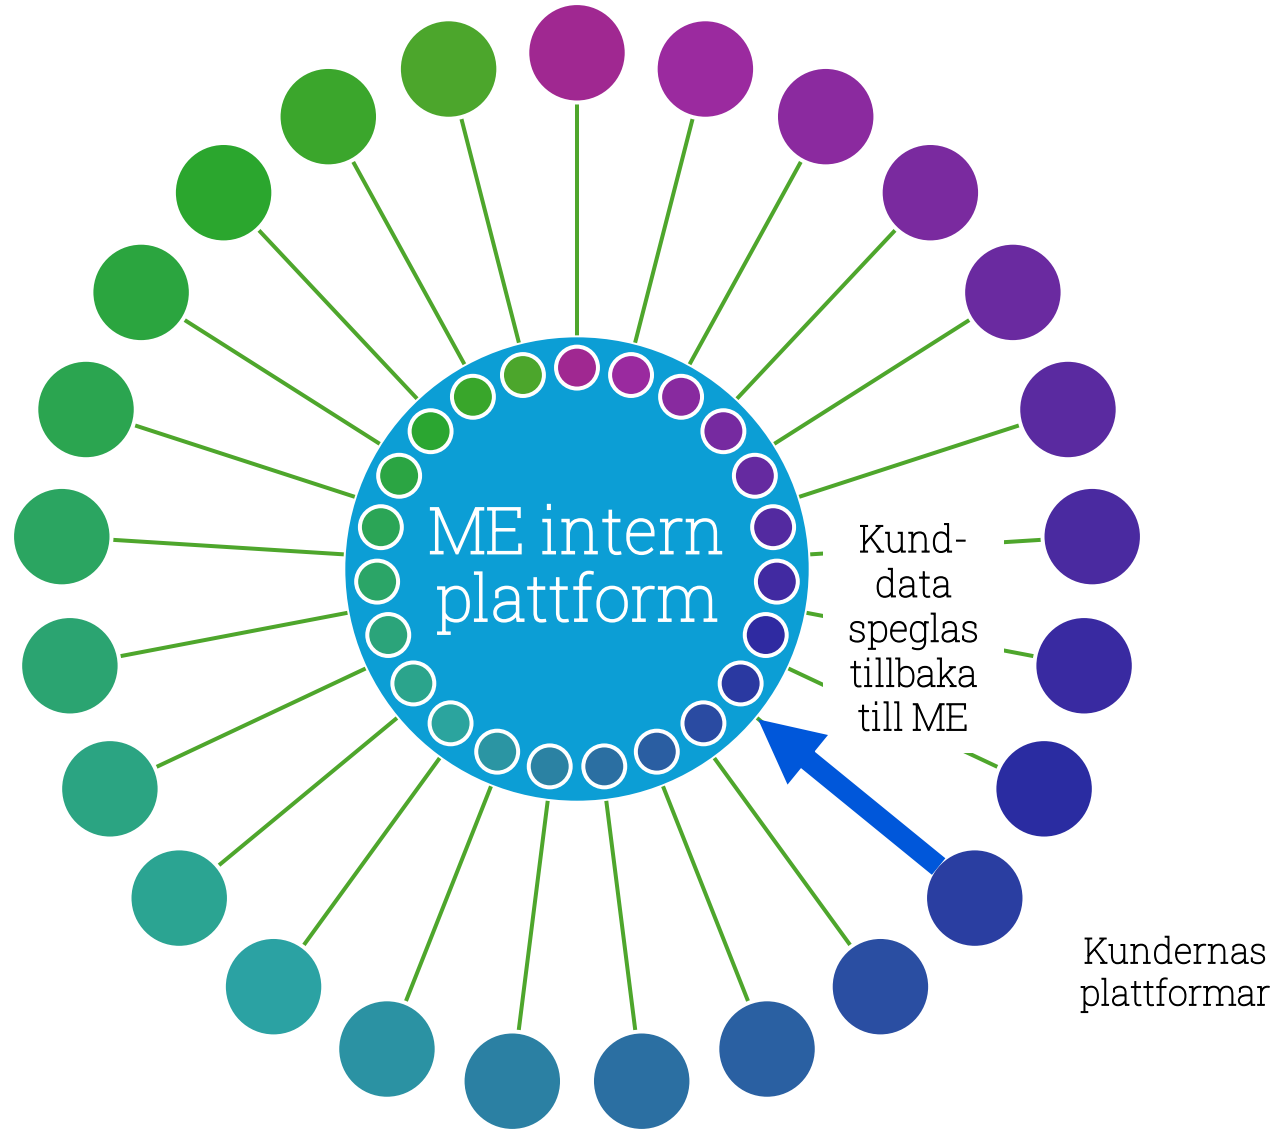 ME intern
plattform
Kund-
data
speglas
tillbaka
till ME
Kundernas
plattformar